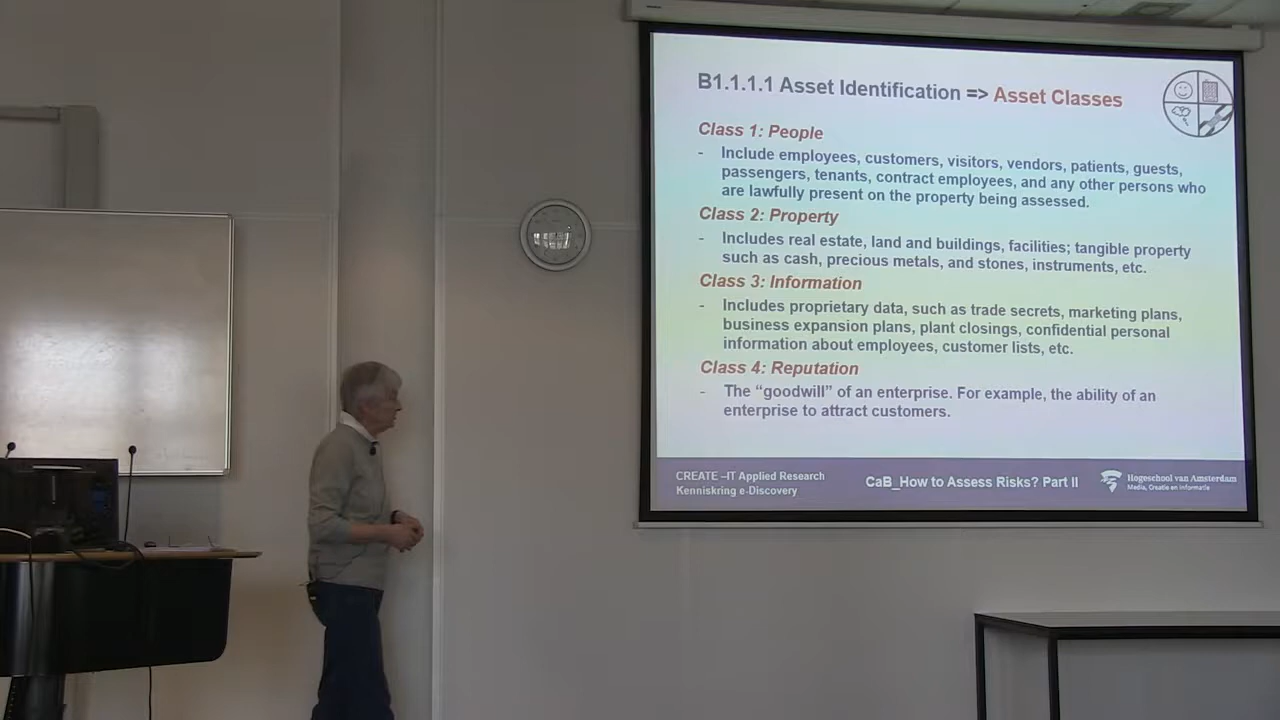 B1.1.1.1 Asset Identification => Asset Classes
Class 1: People
- Include employees, customers, visitors, vendors, patients, guests,
passengers, tenants, contract employees, and any other persons who
are lawfully present on the property being assessed.
Class 2: Property
- Includes real estate, land and buildings, facilities; tangible property
such as cash, precious metals, and stones, instruments, etc.
Class 3: Information
- Includes proprietary data, such as trade secrets, marketing plans,
business expansion plans, plant closings, confidential personal
information about employees, customer lists, etc.
Class 4: Reputation
- The “goodwill” of an enterprise. For example, the ability of an
enterprise to attract customers.
CREATE –IT Applied Research
Kenniskring e-Discovery
CaB_How to Assess Risks? Part II
Hogeschool van Amsterdam
Media, Creatie en Informatie